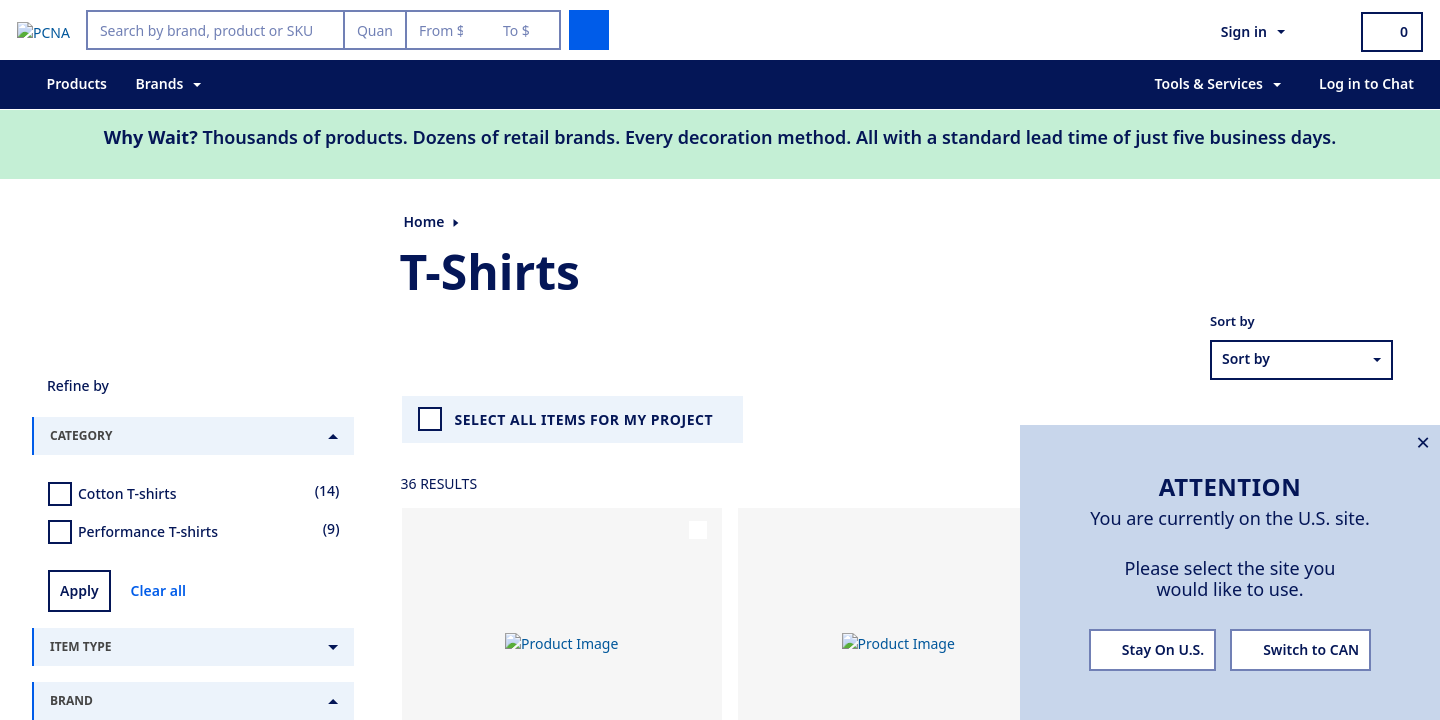 PCNA
Search by brand, product or SKU
Quan
From $
To $
Sign in
0
Products
Brands
Tools & Services
Log in to Chat
Why Wait? Thousands of products. Dozens of retail brands. Every decoration method. All with a standard lead time of just five business days.
Home
T-Shirts
Sort by
Sort by
Refine by
CATEGORY
Cotton T-shirts (14)
Performance T-shirts (9)
Apply
Clear all
ITEM TYPE
BRAND
SELECT ALL ITEMS FOR MY PROJECT
36 RESULTS
Product Image
Product Image
ATTENTION
You are currently on the U.S. site.
Please select the site you
would like to use.
Stay On U.S.
Switch to CAN